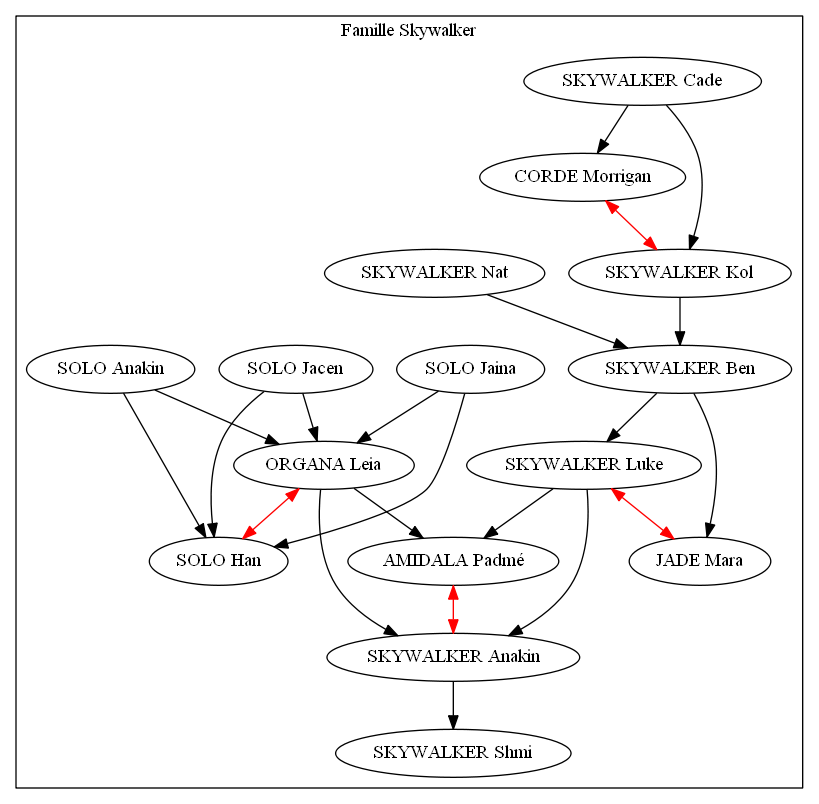 Famille Skywalker
SKYWALKER Cade
CORDE Morrigan
SKYWALKER Nat
SKYWALKER Kol
SOLO Anakin
SOLO Jacen
SOLO Jaina
SKYWALKER Ben
ORGANA Leia
SKYWALKER Luke
SOLO Han
AMIDALA Padmé
JADE Mara
SKYWALKER Anakin
SKYWALKER Shmi